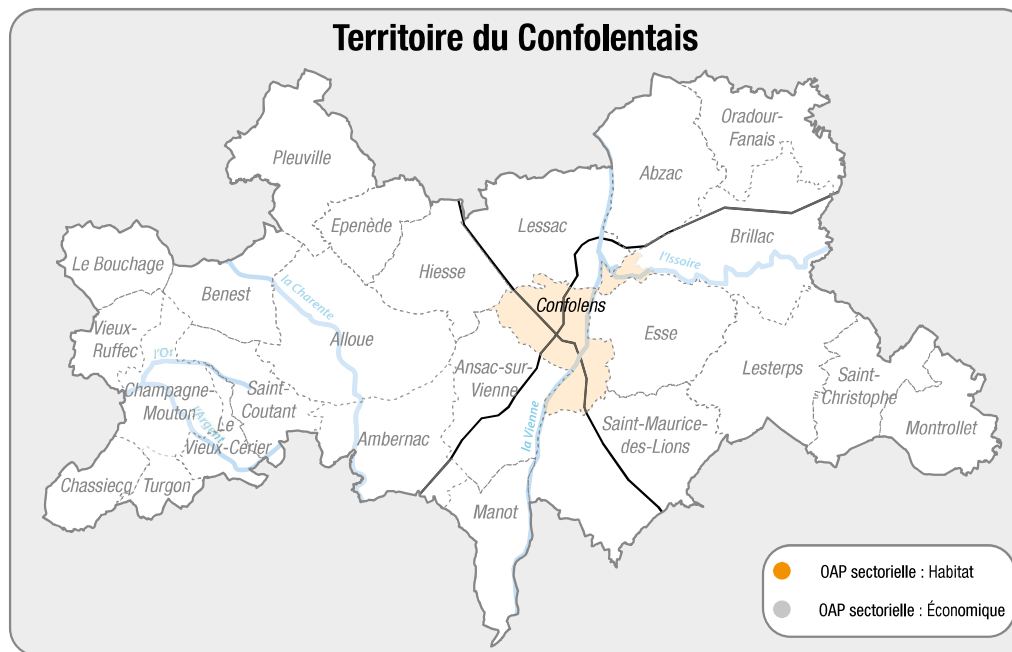 Territoire du Confolentais
Oradour-
Fanais
Pleuville
Abzac
Epenède
Lessac
Brillac
Le Bouchage
Hiesse
l'Issoire
la Charente
Benest
Confolens
Vieux-
Ruffec
Alloue
Esse
l'Or
Ansac-sur-
Vienne
Lesterps
Saint-
Christophe
Champagne-
Mouton
Saint-
Coutant
l'Argent
Le
Vieux-Cérier
Ambernac
la Vienne
Saint-Maurice-
des-Lions
Montrollet
Chassiecq
Turgon
Manot
OAP sectorielle : Habitat
OAP sectorielle : Économique